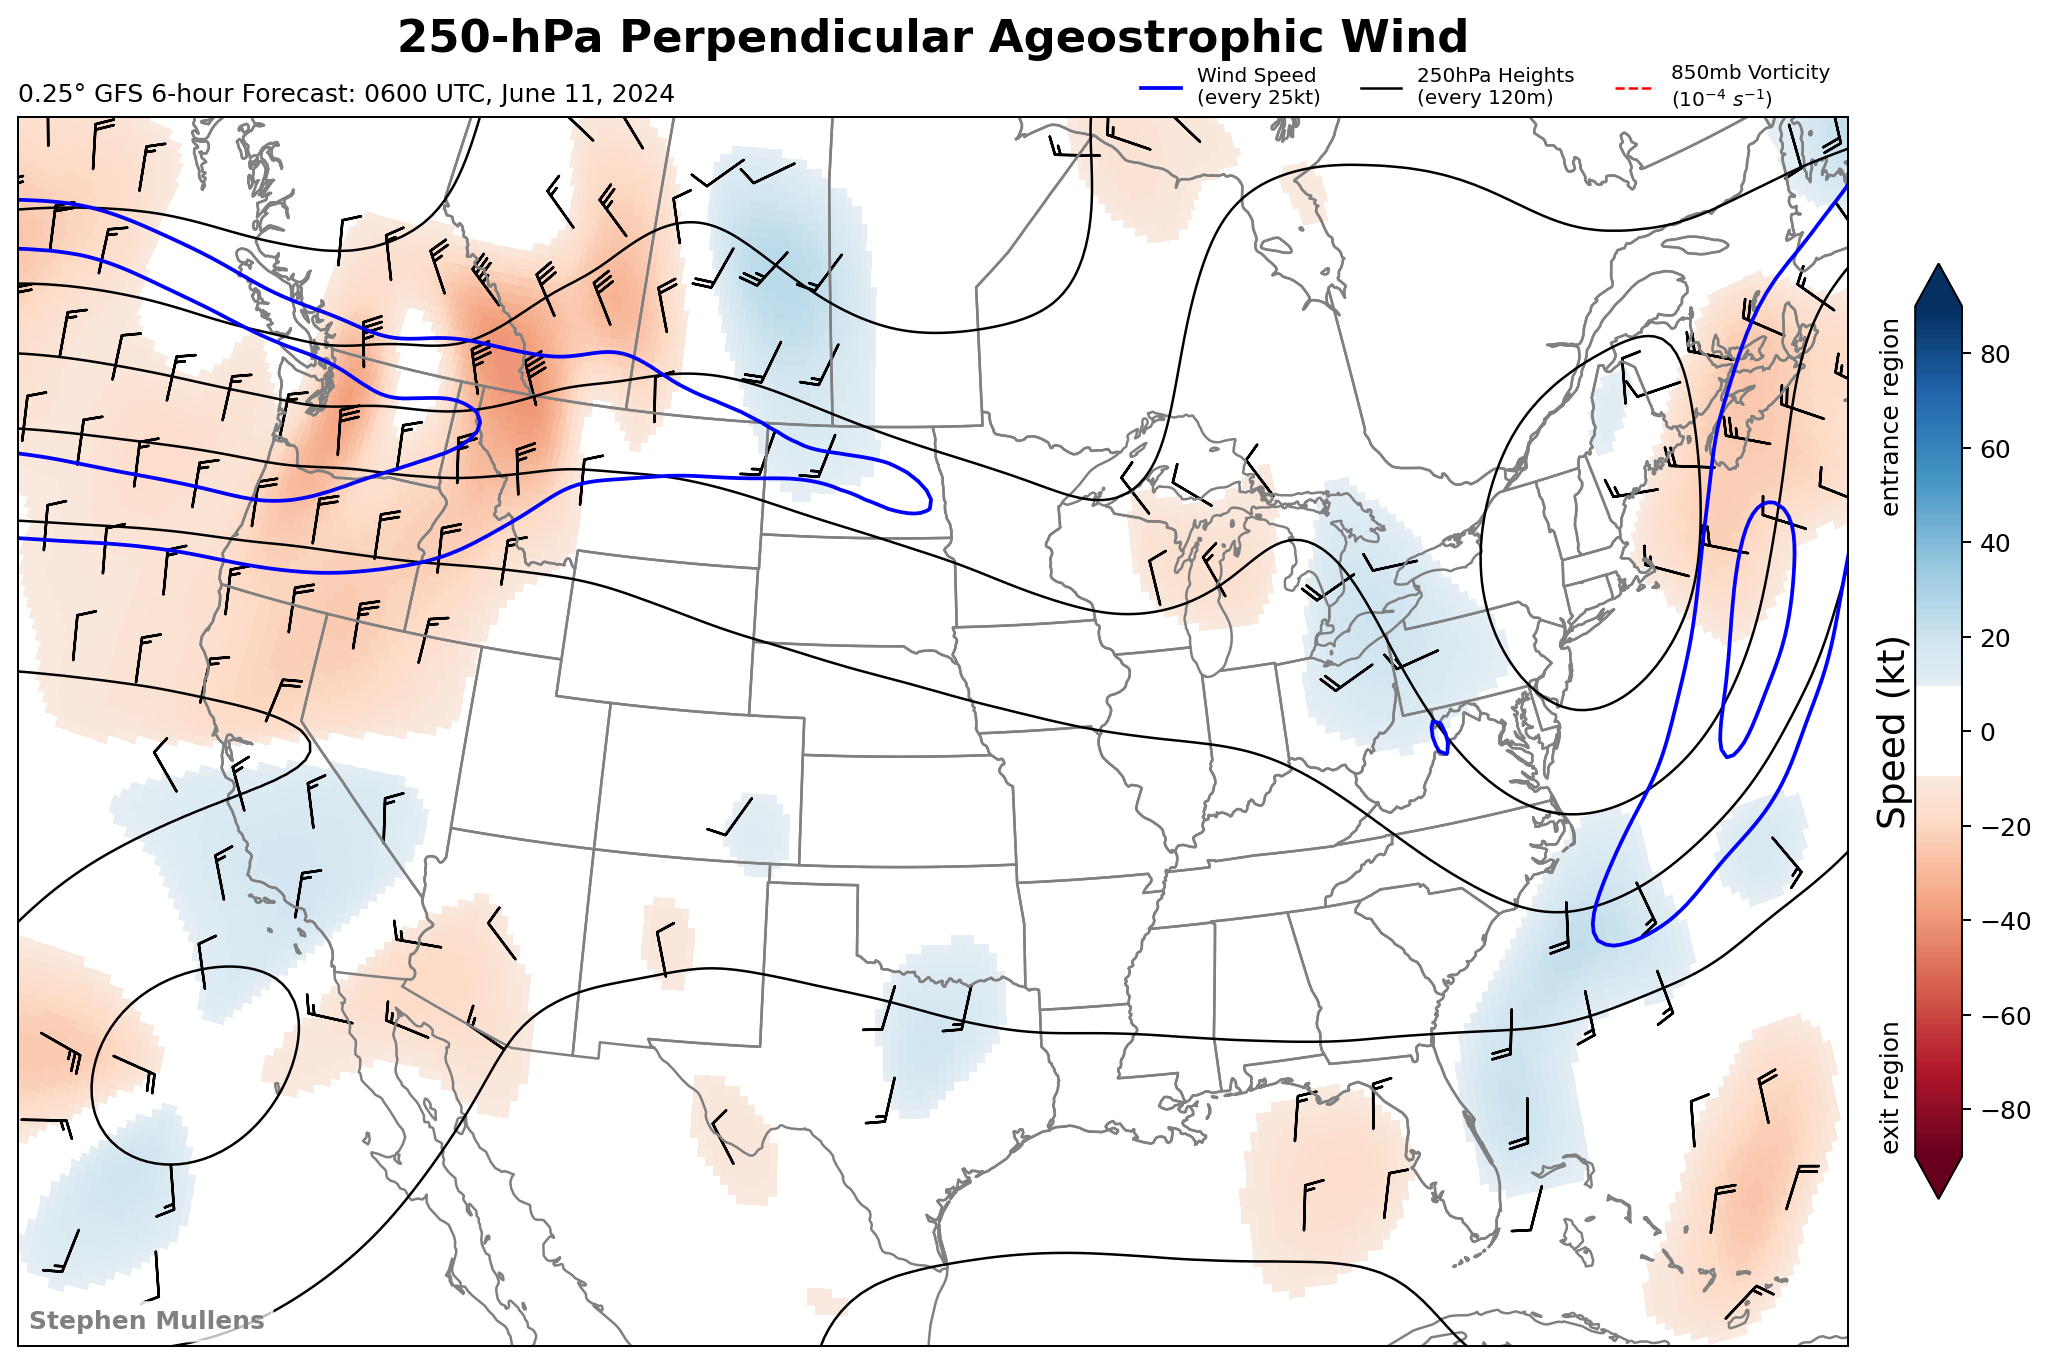 250-hPa Perpendicular Ageostrophic Wind
0.25° GFS 6-hour Forecast: 0600 UTC, June 11, 2024
Wind Speed
(every 25kt)
250hPa Heights
(every 120m)
850mb Vorticity
(10⁻⁴ s⁻¹)
entrance region
Speed (kt)
exit region
80
60
40
20
0
−20
−40
−60
−80
Stephen Mullens